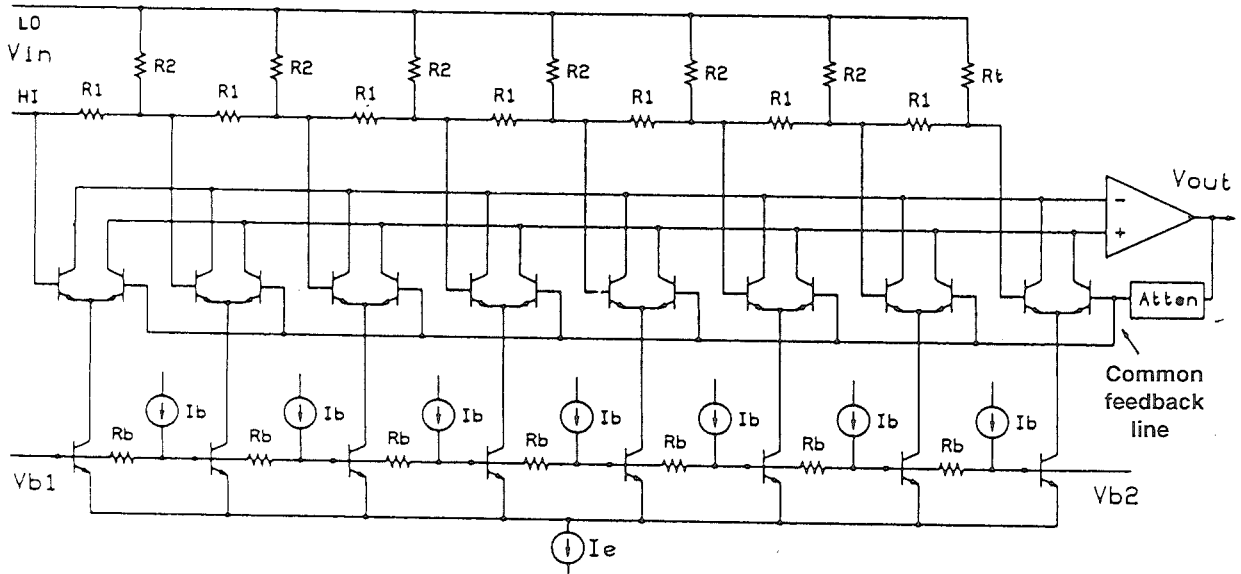 LO
Vin
HI
R2 R2 R2 R2 R2 R2 Rt
R1 R1 R1 R1 R1 R1 R1
Vout
-
+
Atten
Common
feedback
line
Ib Ib Ib Ib Ib Ib Ib
Rb Rb Rb Rb Rb Rb Rb
Vb1
Vb2
Ie